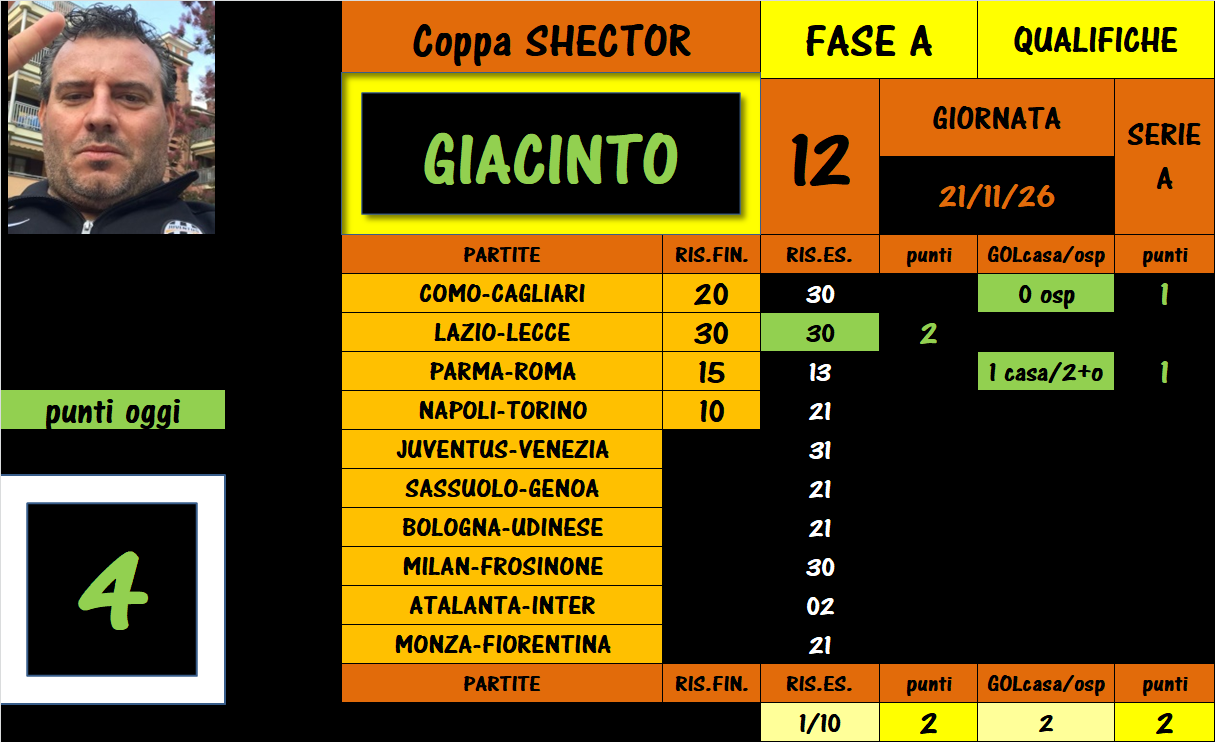 Coppa SHECTOR FASE A QUALIFICHE
GIACINTO 12 GIORNATA SERIE A
21/11/26
PARTITE RIS.FIN. RIS.ES. punti GOLcasa/osp punti
COMO-CAGLIARI 20 30 0 osp 1
LAZIO-LECCE 30 30 2
PARMA-ROMA 15 13 1 casa/2+o 1
punti oggi
NAPOLI-TORINO 10 21
JUVENTUS-VENEZIA 31
SASSUOLO-GENOA 21
BOLOGNA-UDINESE 21
MILAN-FROSINONE 30
4
ATALANTA-INTER 02
MONZA-FIORENTINA 21
PARTITE RIS.FIN. RIS.ES. punti GOLcasa/osp punti
1/10 2 2 2